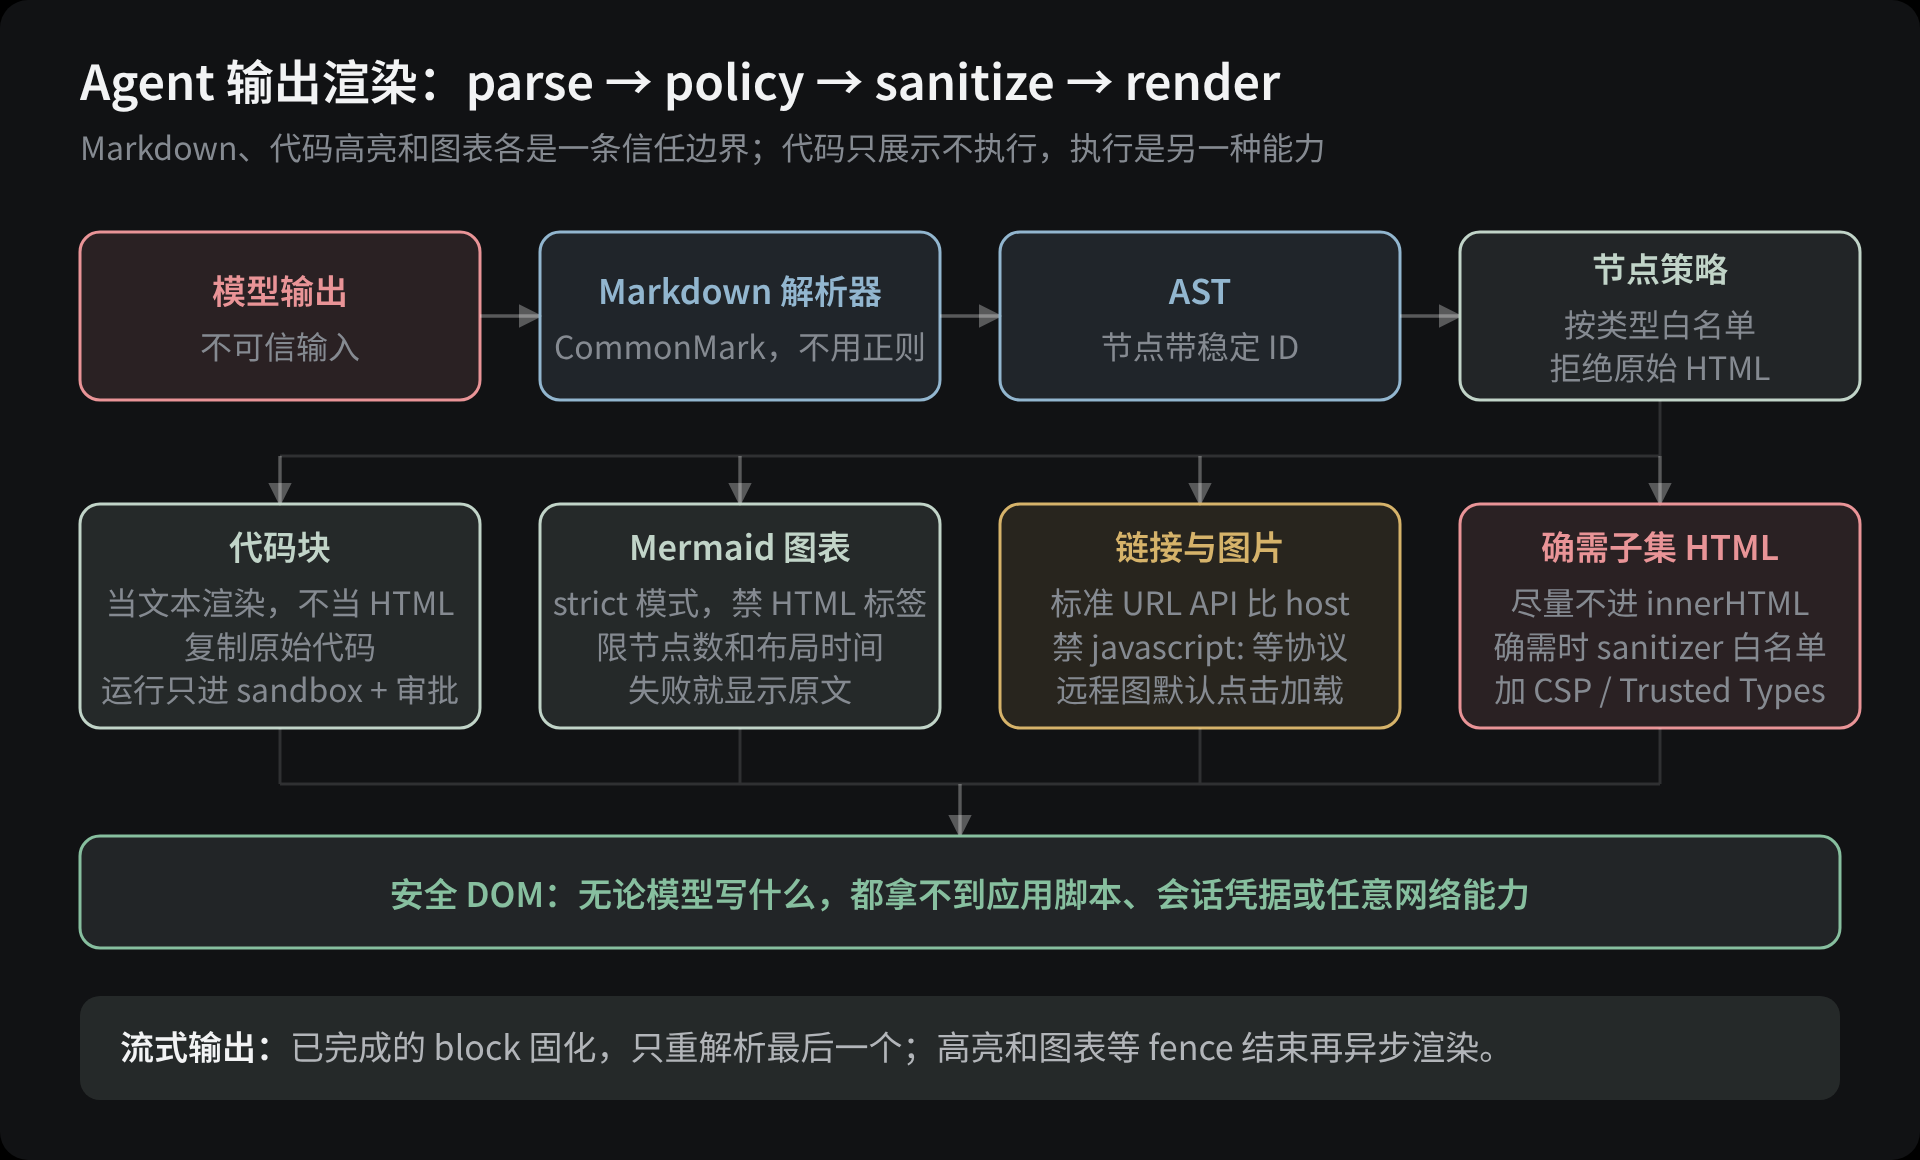 Agent 输出渲染：parse → policy → sanitize → render
Markdown、代码高亮和图表各是一条信任边界；代码只展示不执行，执行是另一种能力
模型输出
不可信输入
Markdown 解析器
CommonMark，不用正则
AST
节点带稳定 ID
节点策略
按类型白名单
拒绝原始 HTML
代码块
当文本渲染，不当 HTML
复制原始代码
运行只进 sandbox + 审批
Mermaid 图表
strict 模式，禁 HTML 标签
限节点数和布局时间
失败就显示原文
链接与图片
标准 URL API 比 host
禁 javascript: 等协议
远程图默认点击加载
确需子集 HTML
尽量不进 innerHTML
确需时 sanitizer 白名单
加 CSP / Trusted Types
安全 DOM：无论模型写什么，都拿不到应用脚本、会话凭据或任意网络能力
流式输出：已完成的 block 固化，只重解析最后一个；高亮和图表等 fence 结束再异步渲染。